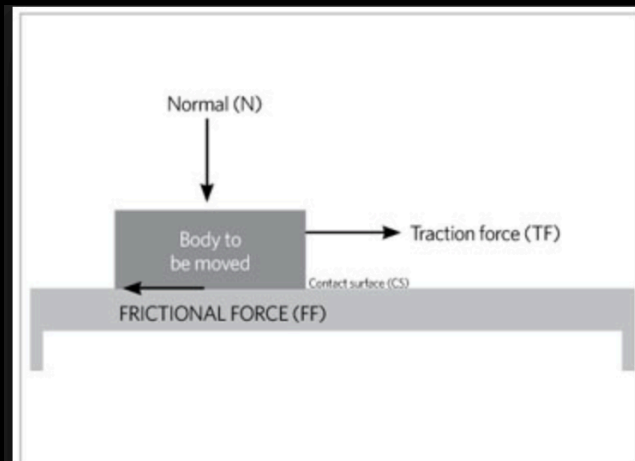 Normal (N)
Body to
be moved
Traction force (TF)
Contact surface (CS)
FRICTIONAL FORCE (FF)